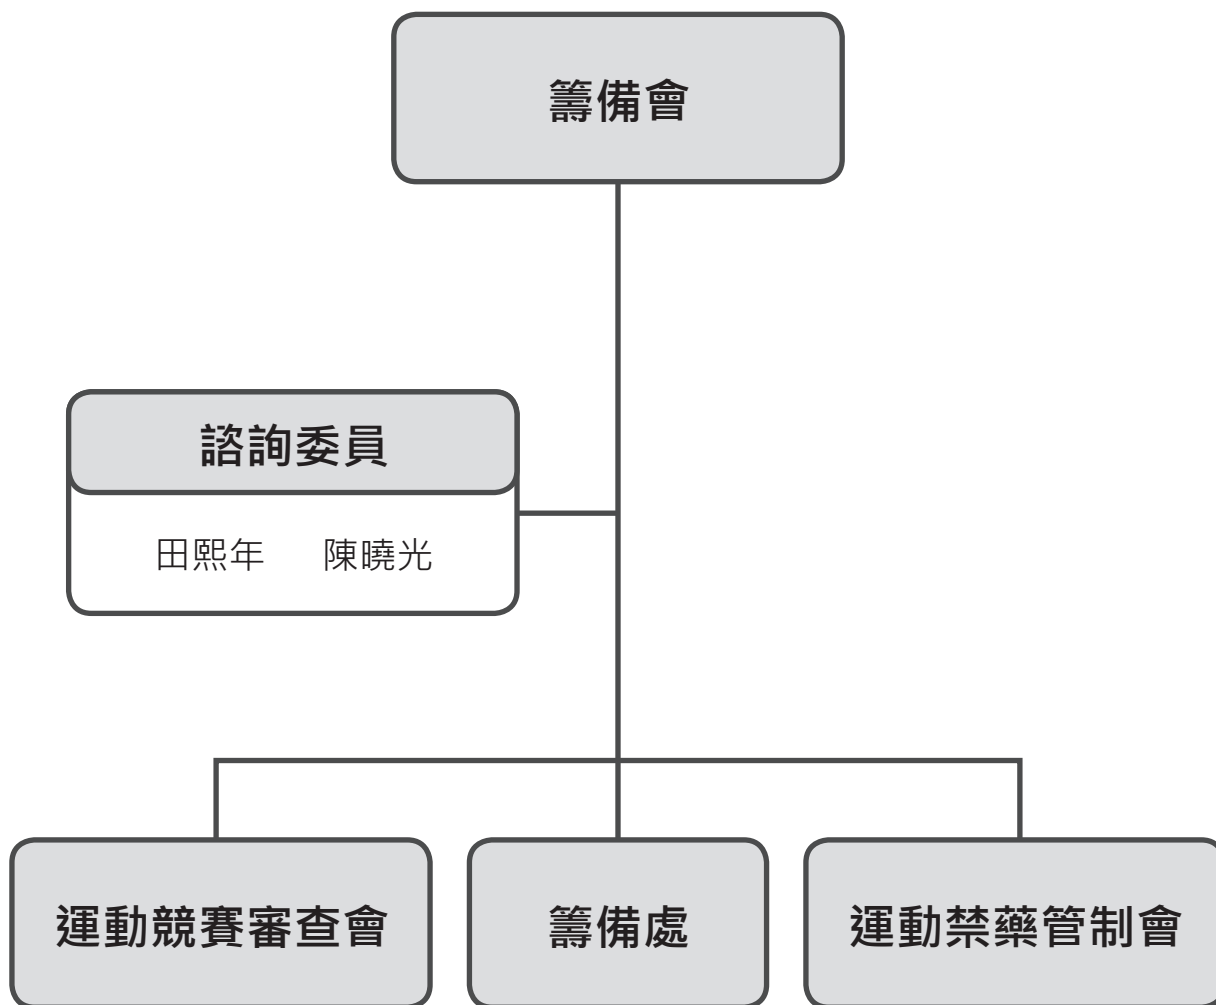 籌備會
諮詢委員
田熙年 陳曉光
運動競賽審查會
籌備處
運動禁藥管制會